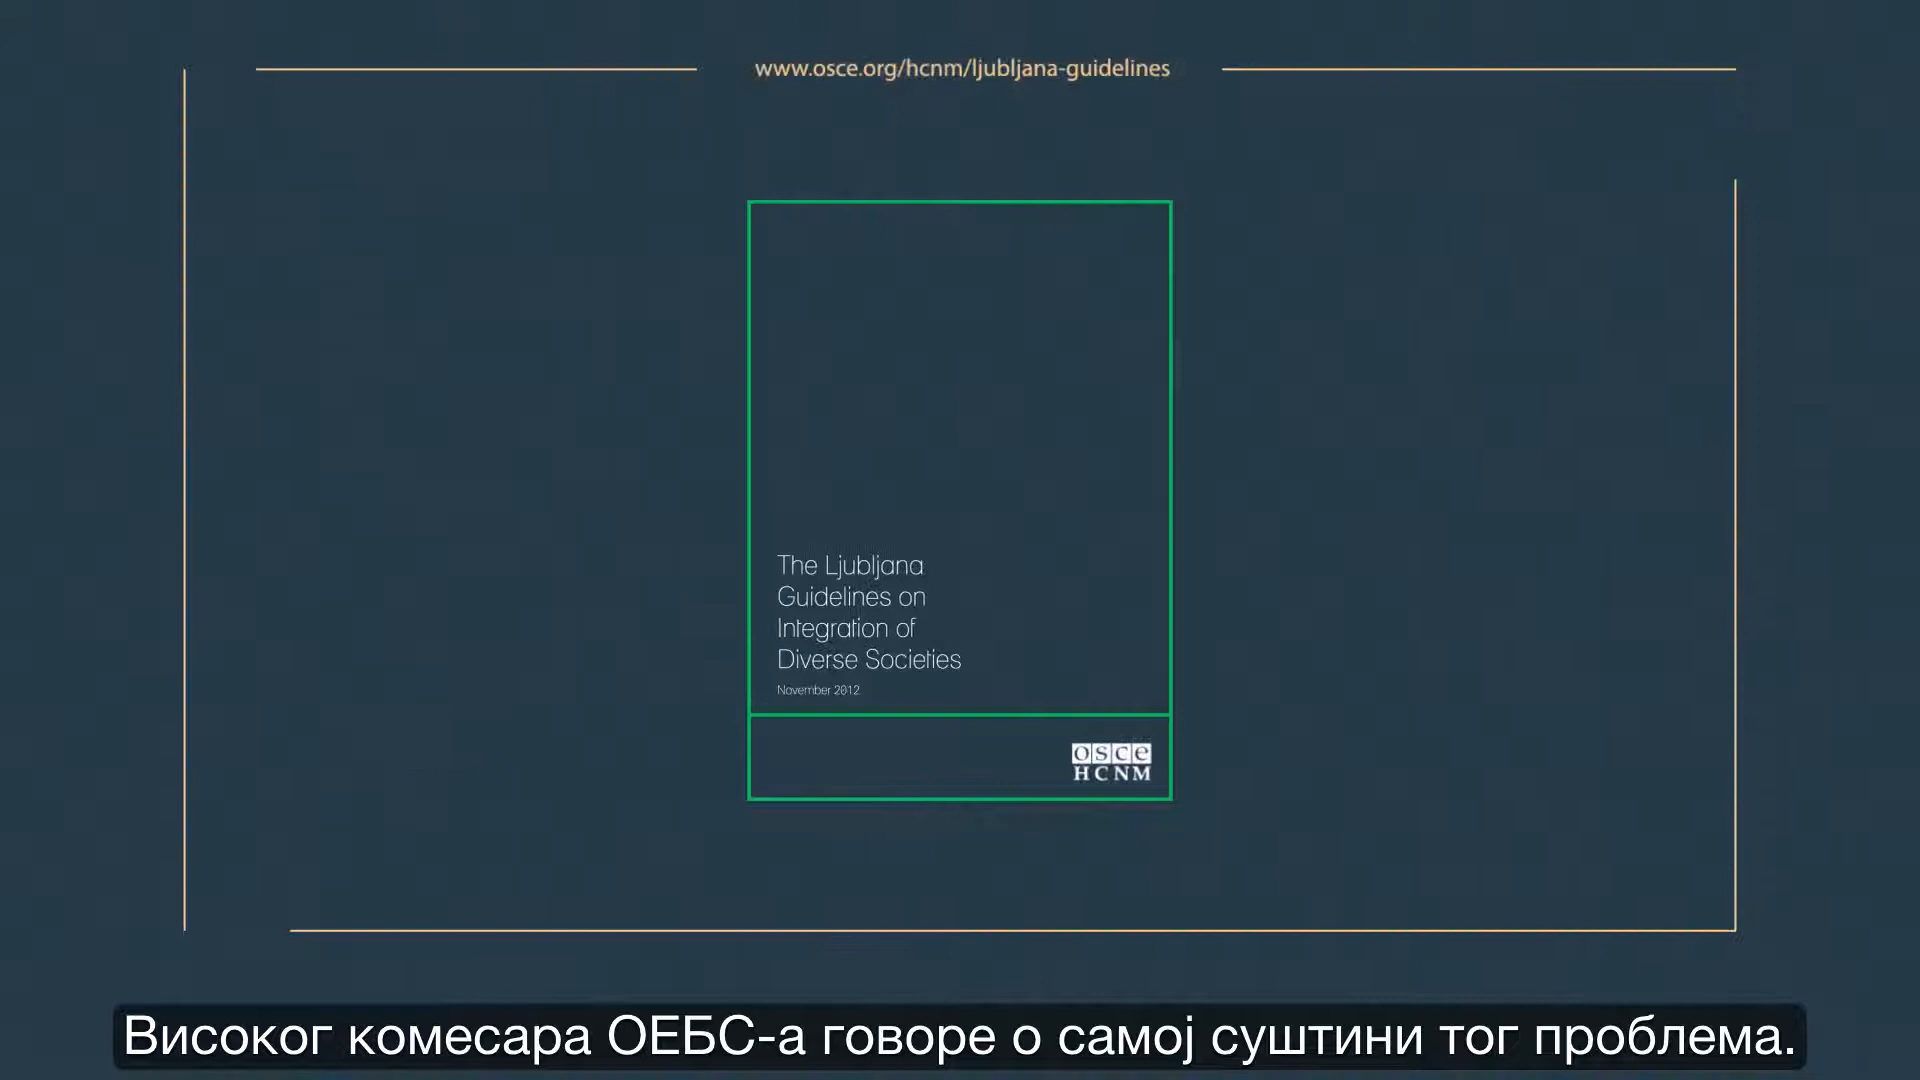 www.osce.org/hcnm/ljubljana-guidelines
The Ljubljana
Guidelines on
Integration of
Diverse Societies
November 2012
osce
HCNM
Високог комесара ОЕБС-а говоре о самој суштини тог проблема.